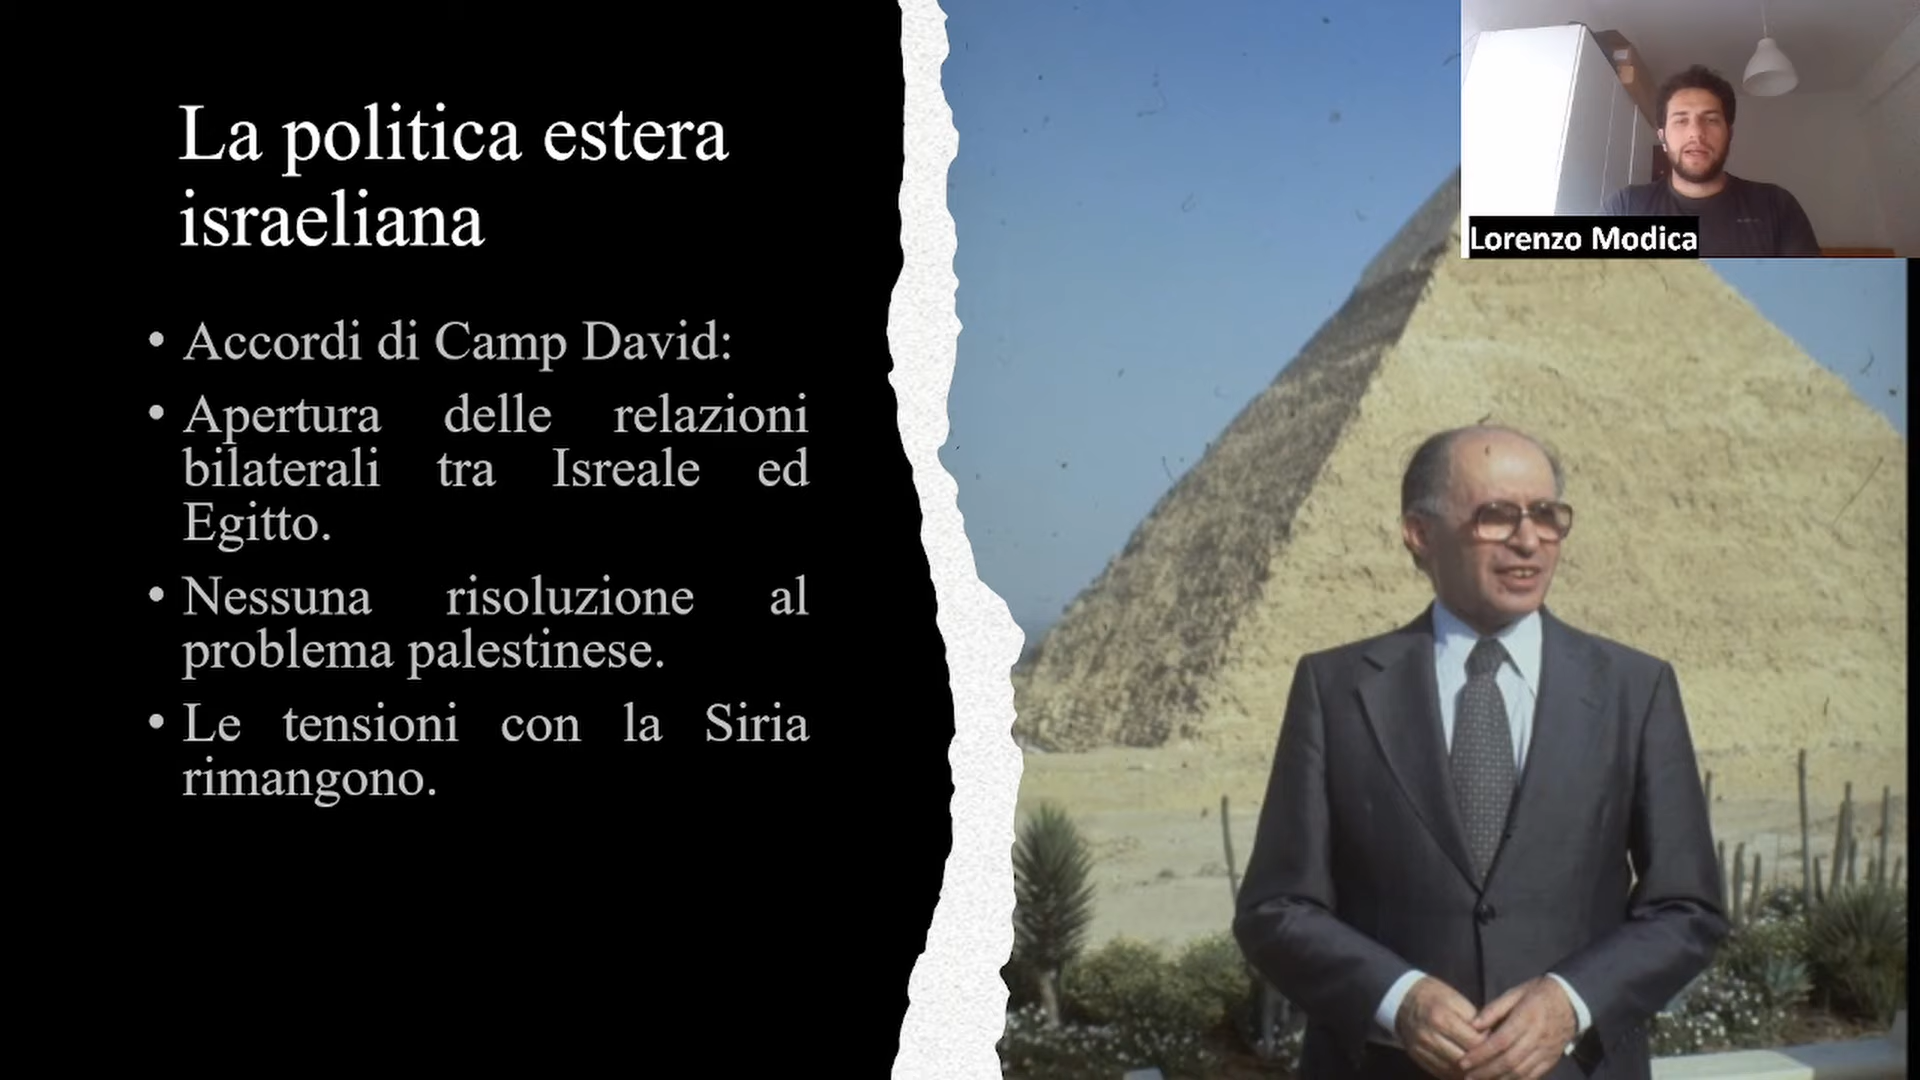 La politica estera
israeliana
• Accordi di Camp David:
• Apertura delle relazioni
bilaterali tra Isreale ed
Egitto.
• Nessuna risoluzione al
problema palestinese.
• Le tensioni con la Siria
rimangono.
Lorenzo Modica